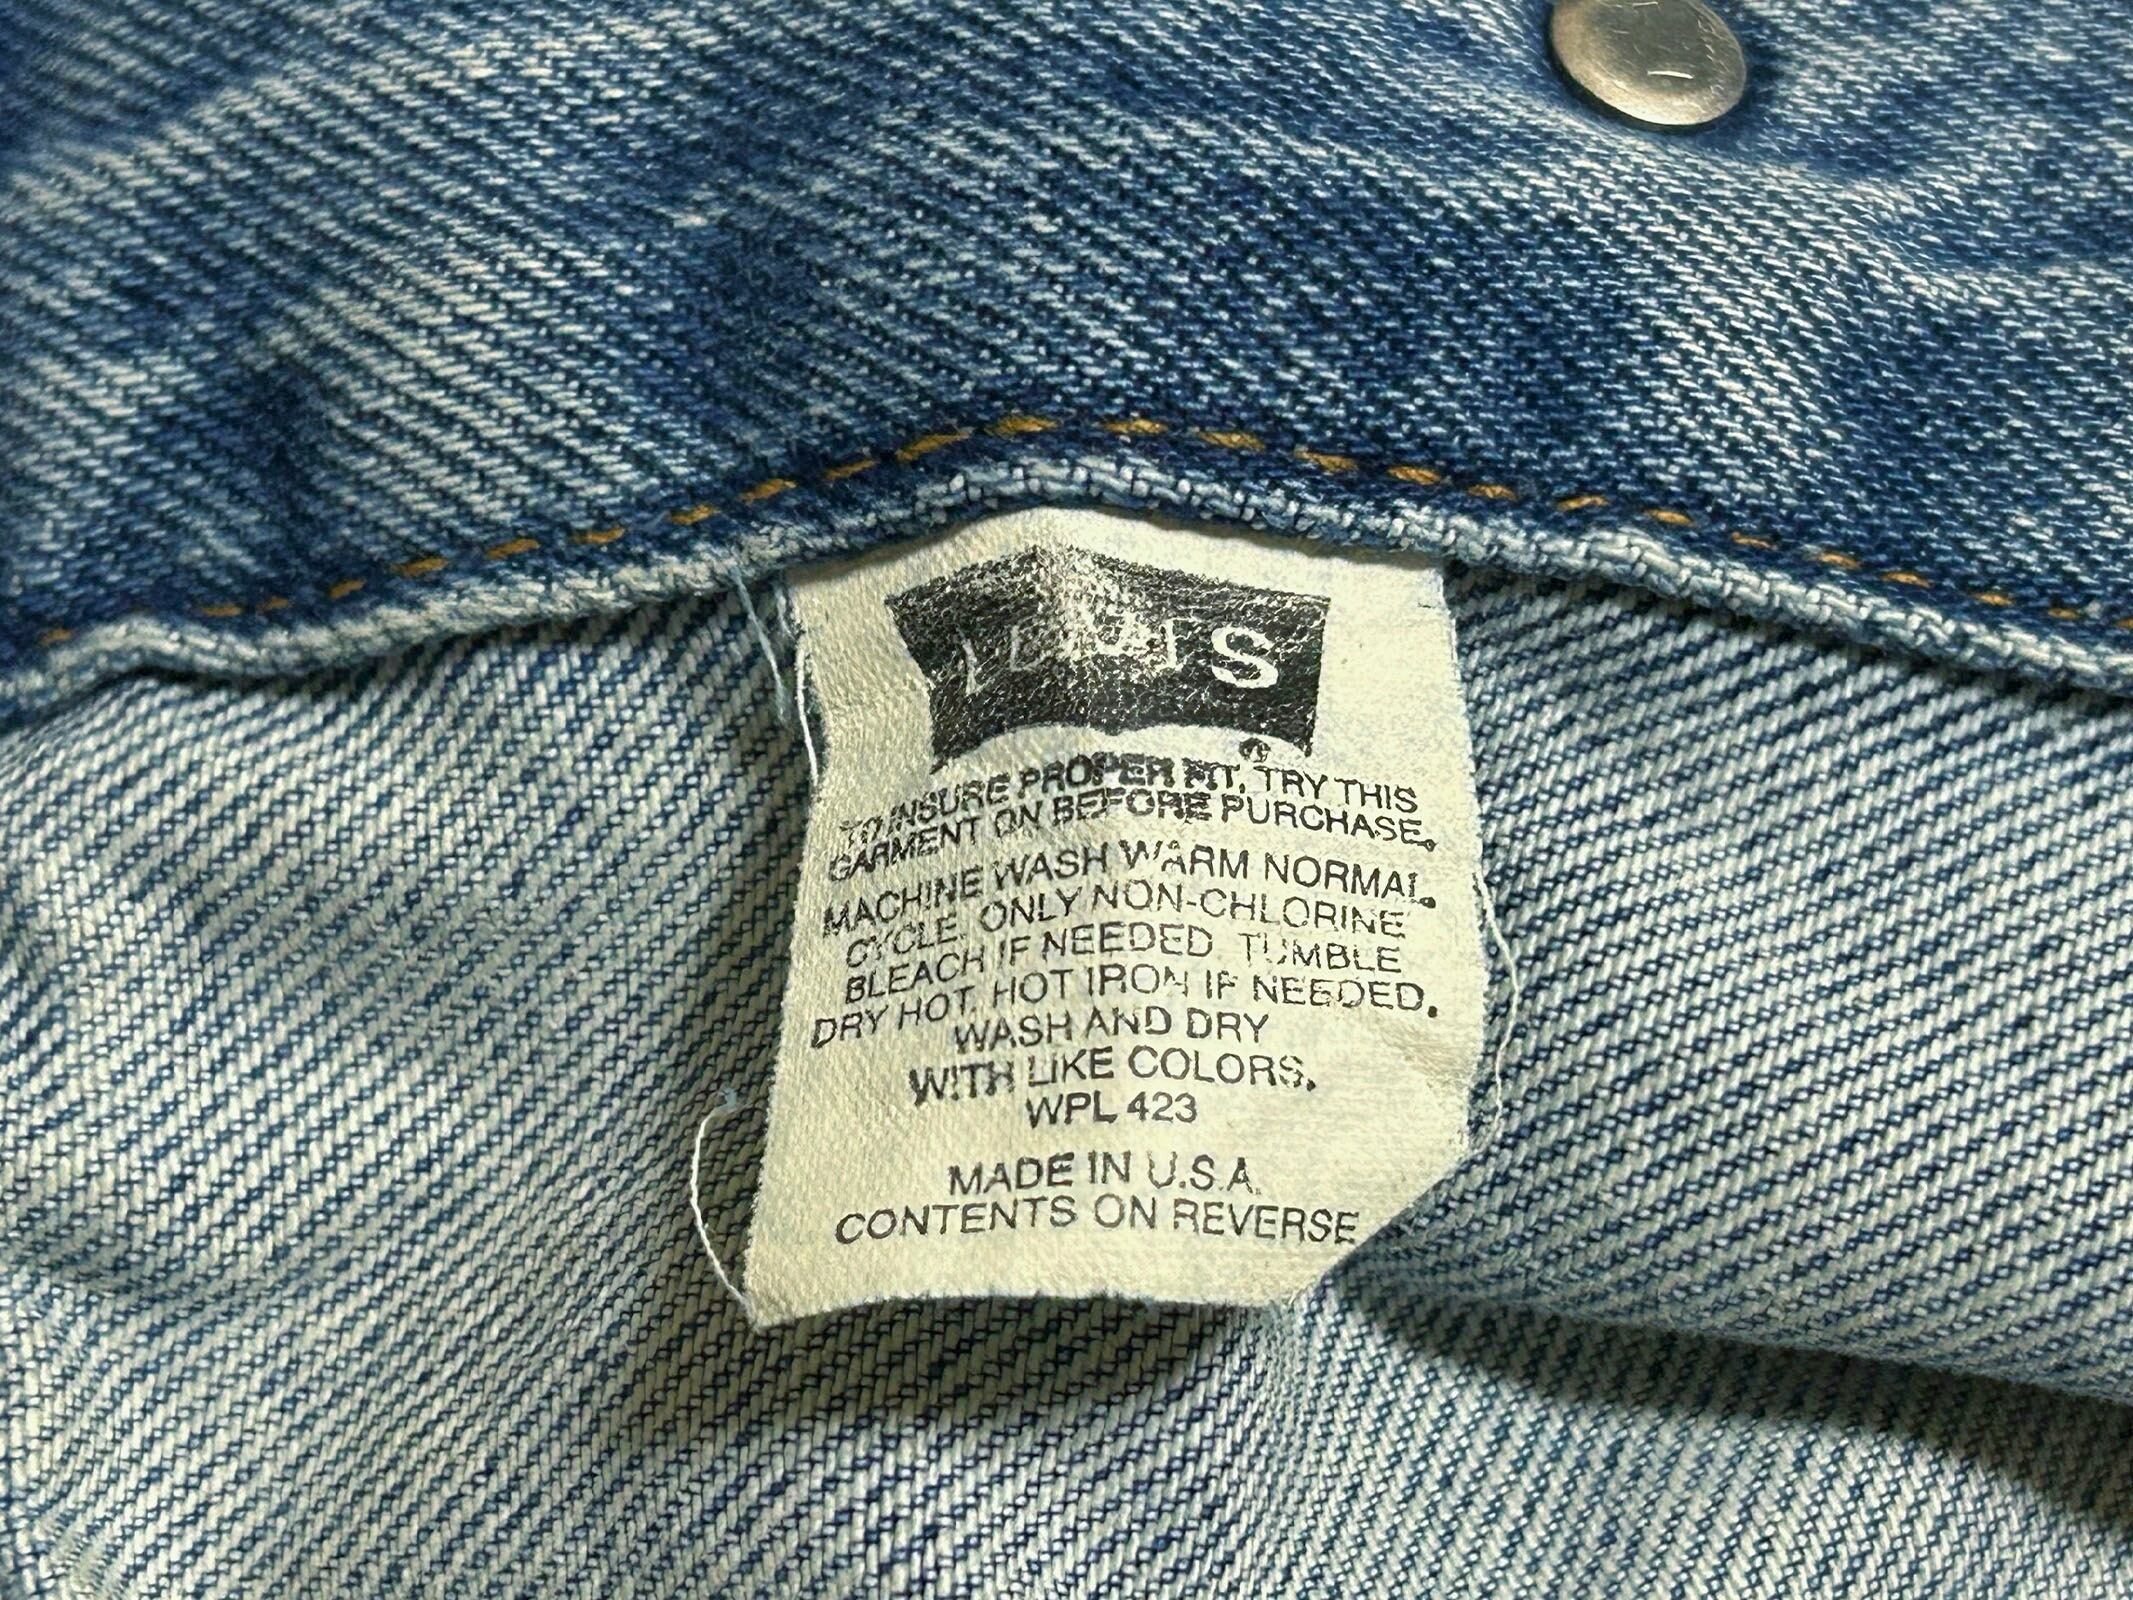 LEVI'S
TO INSURE PROPER FIT, TRY THIS
GARMENT ON BEFORE PURCHASE.
MACHINE WASH WARM NORMAL
CYCLE. ONLY NON-CHLORINE
BLEACH IF NEEDED. TUMBLE
DRY HOT. HOT IRON IF NEEDED.
WASH AND DRY
WITH LIKE COLORS.
WPL 423
MADE IN U.S.A.
CONTENTS ON REVERSE